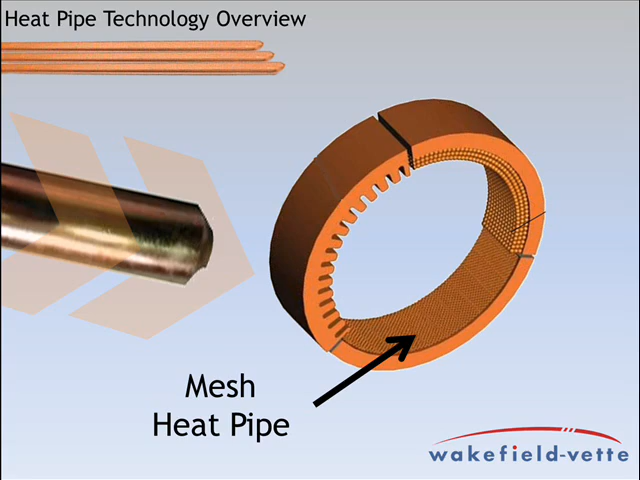 Heat Pipe Technology Overview
Mesh
Heat Pipe
wakefield-vette